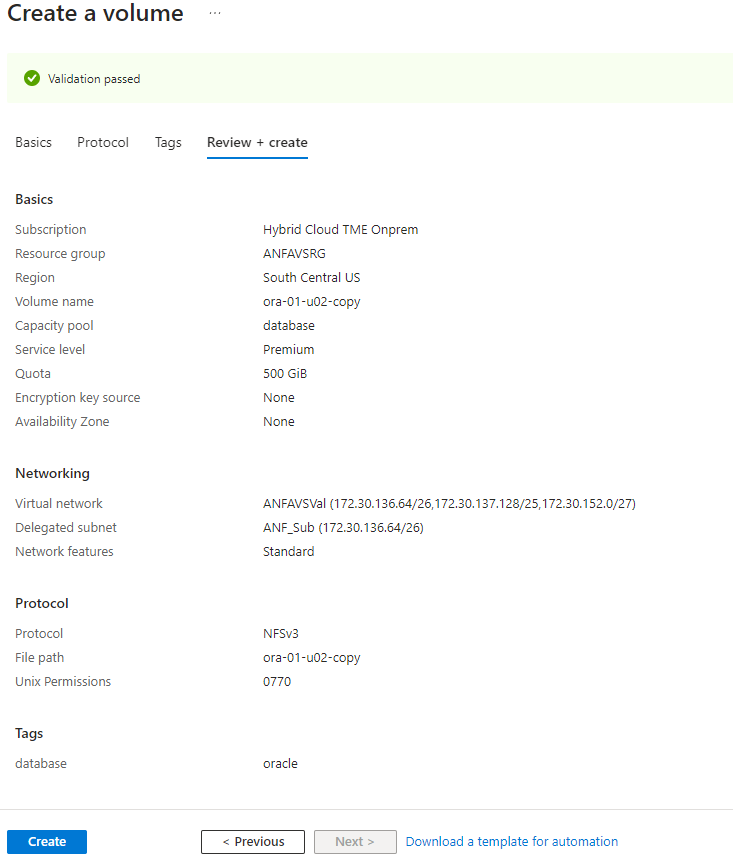 Create a volume ...
Validation passed
Basics Protocol Tags Review + create
Basics
Subscription Hybrid Cloud TME Onprem
Resource group ANFAVSRG
Region South Central US
Volume name ora-01-u02-copy
Capacity pool database
Service level Premium
Quota 500 GiB
Encryption key source None
Availability Zone None
Networking
Virtual network ANFAVSVal (172.30.136.64/26,172.30.137.128/25,172.30.152.0/27)
Delegated subnet ANF_Sub (172.30.136.64/26)
Network features Standard
Protocol
Protocol NFSv3
File path ora-01-u02-copy
Unix Permissions 0770
Tags
database oracle
Create < Previous Next > Download a template for automation